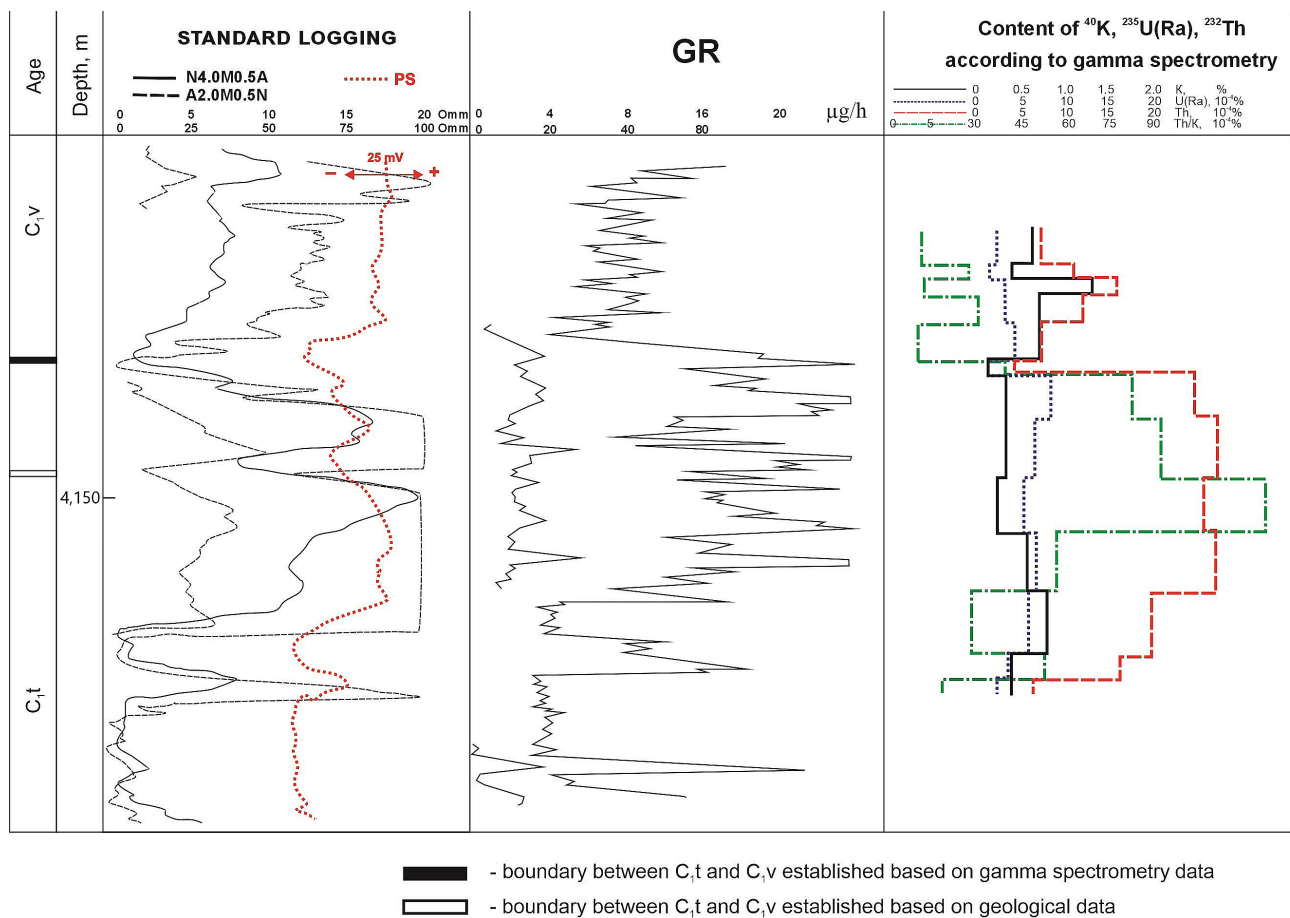 Age
Depth, m
STANDARD LOGGING
N4.0M0.5A
PS
A2.0M0.5N
0 5 10 15 20 Omm
0 25 50 75 100 Omm
GR
0 4 8 16 20 µg/h
0 20 40 80
Content of ⁴⁰K, ²³⁵U(Ra), ²³²Th
according to gamma spectrometry
0 0.5 1.0 1.5 2.0 K, %
0 5 10 15 20 U(Ra), 10⁻⁴%
0 5 10 15 20 Th, 10⁻⁴%
0 5 30 45 60 75 90 Th/K, 10⁻⁴%
25 mV
− +
C₁v
4,150
C₁t
- boundary between C₁t and C₁v established based on gamma spectrometry data
- boundary between C₁t and C₁v established based on geological data